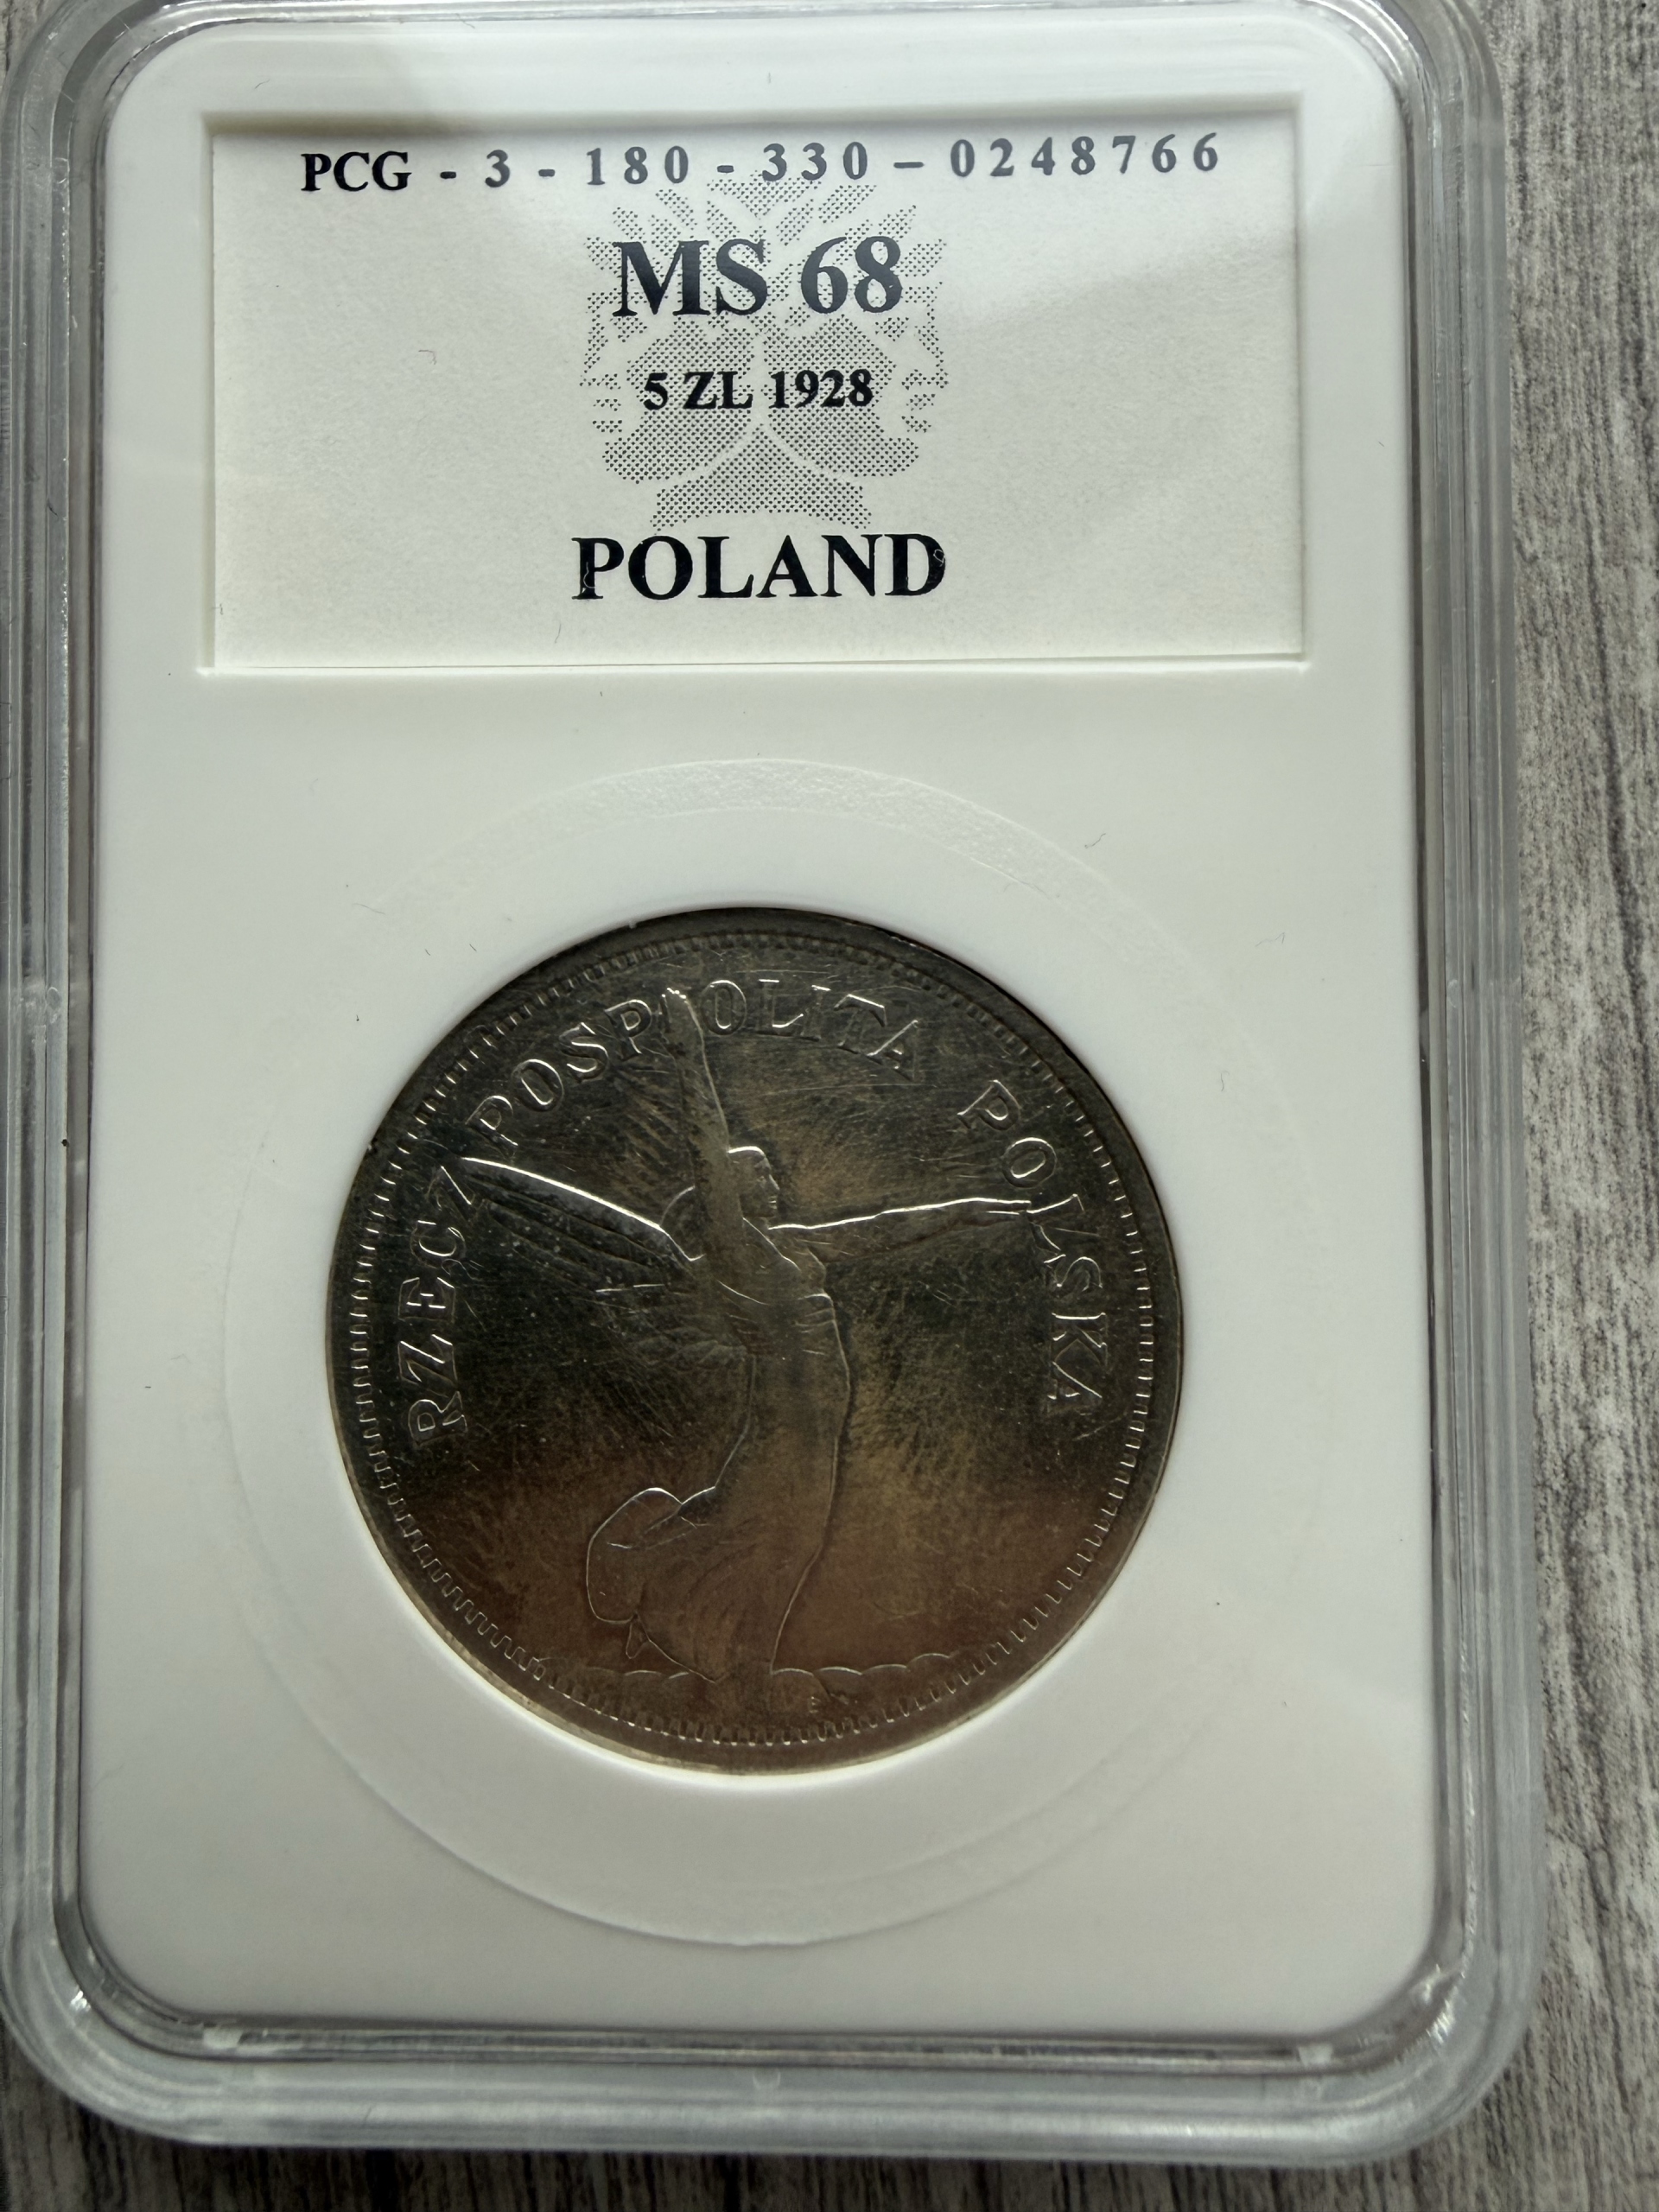 PCG - 3 - 180 - 330 – 0248766
MS 68
5 ZL 1928
POLAND
RZECZPOSPOLITA POLSKA